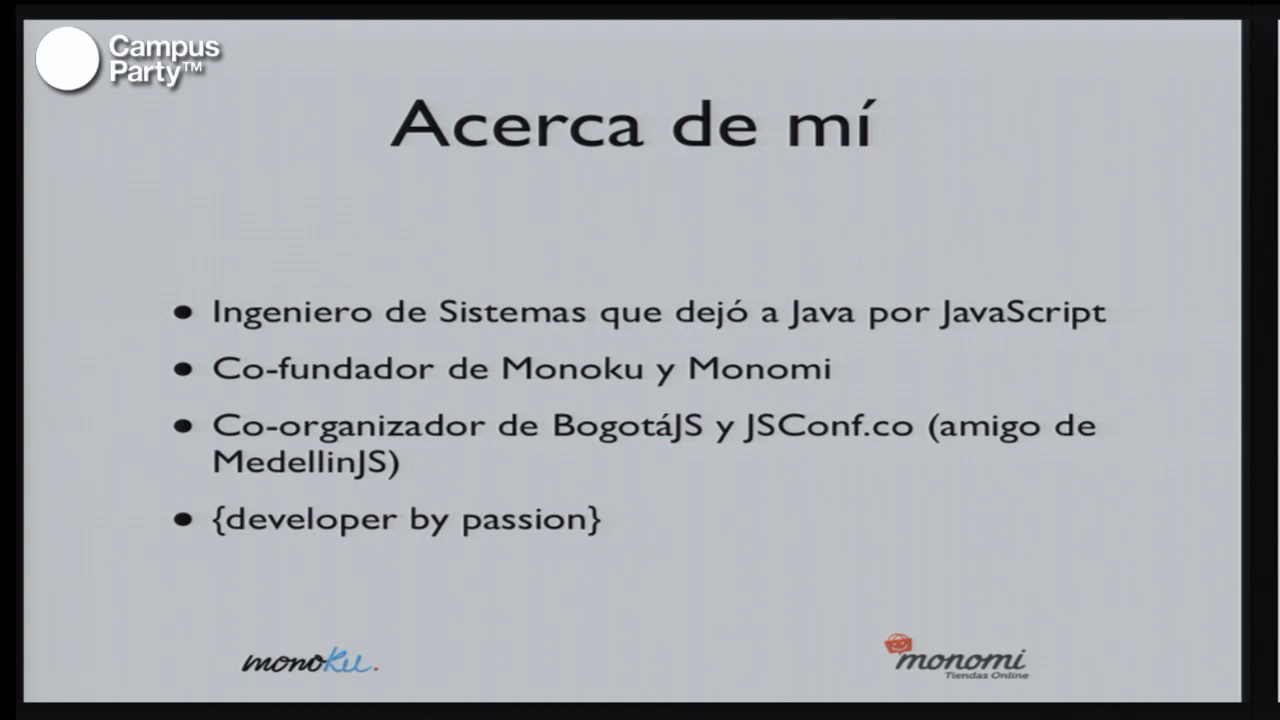 Campus
Party™
Acerca de mí
• Ingeniero de Sistemas que dejó a Java por JavaScript
• Co-fundador de Monoku y Monomi
• Co-organizador de BogotáJS y JSConf.co (amigo de
MedellinJS)
• {developer by passion}
monoku.
monomi
Tiendas Online